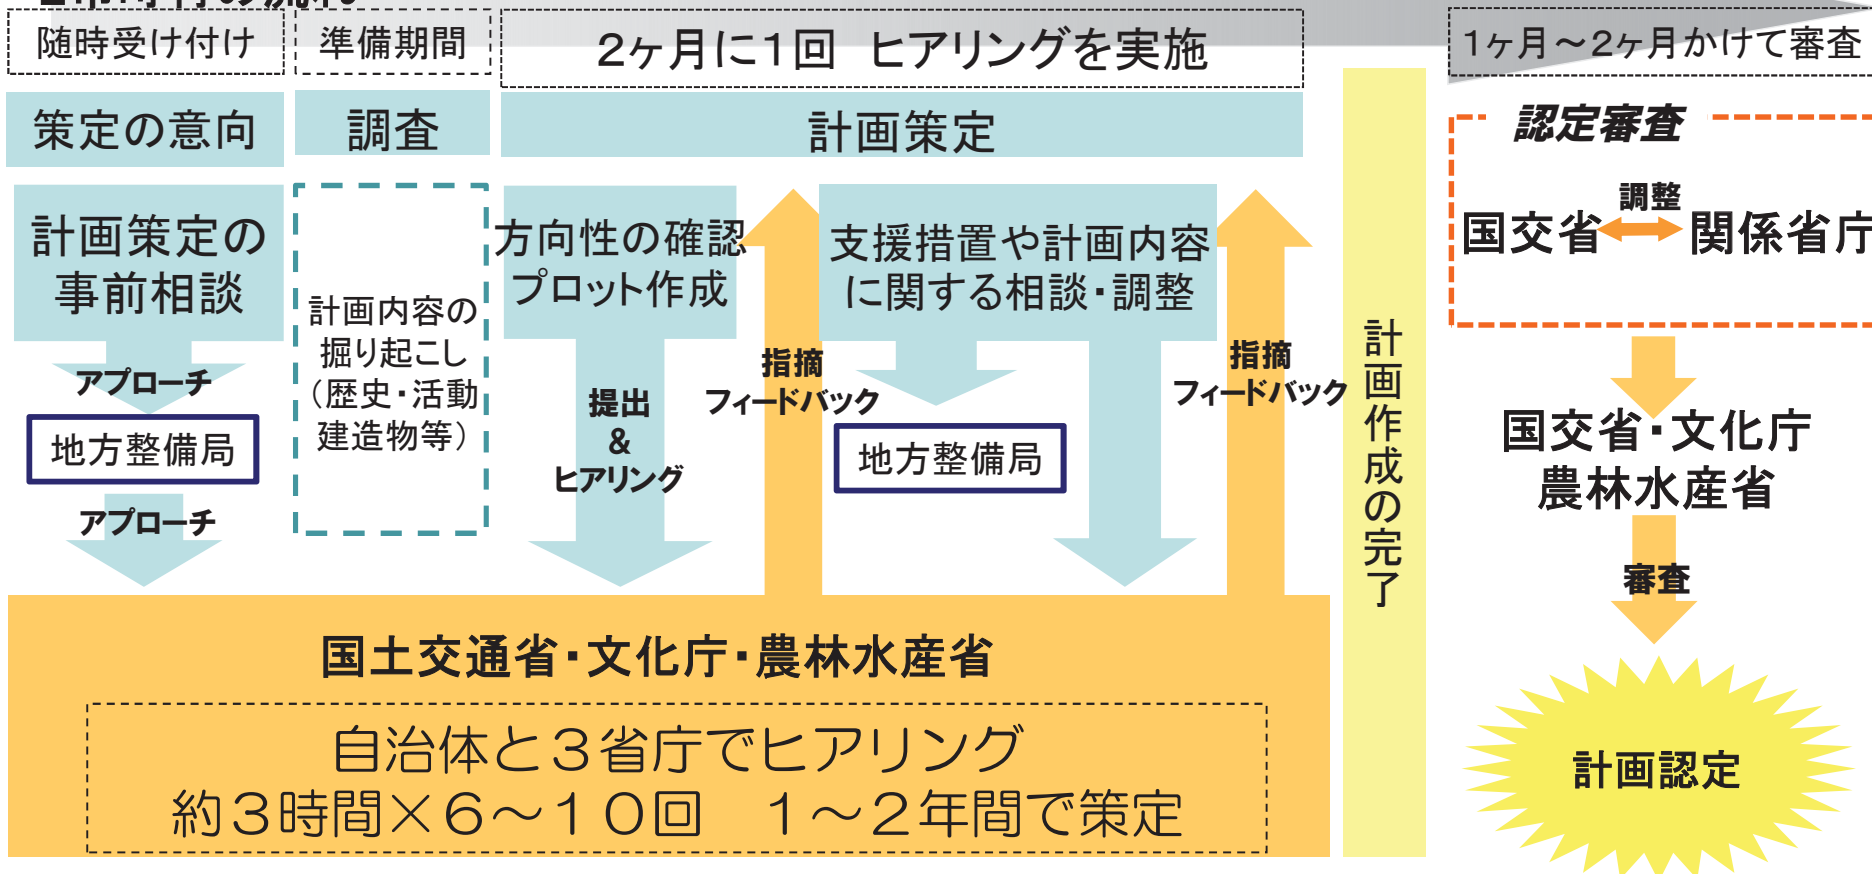 随時受け付け
準備期間
2ヶ月に1回 ヒアリングを実施
1ヶ月～2ヶ月かけて審査
策定の意向
調査
計画策定
認定審査
計画策定の
事前相談
アプローチ
地方整備局
アプローチ
計画内容の
掘り起こし
（歴史・活動
建造物等）
方向性の確認
プロット作成
提出
&
ヒアリング
指摘
フィードバック
支援措置や計画内容
に関する相談・調整
地方整備局
指摘
フィードバック
計画作成の完了
国交省
調整
関係省庁
国交省・文化庁
農林水産省
審査
計画認定
国土交通省・文化庁・農林水産省
自治体と3省庁でヒアリング
約3時間×6～10回 1～2年間で策定